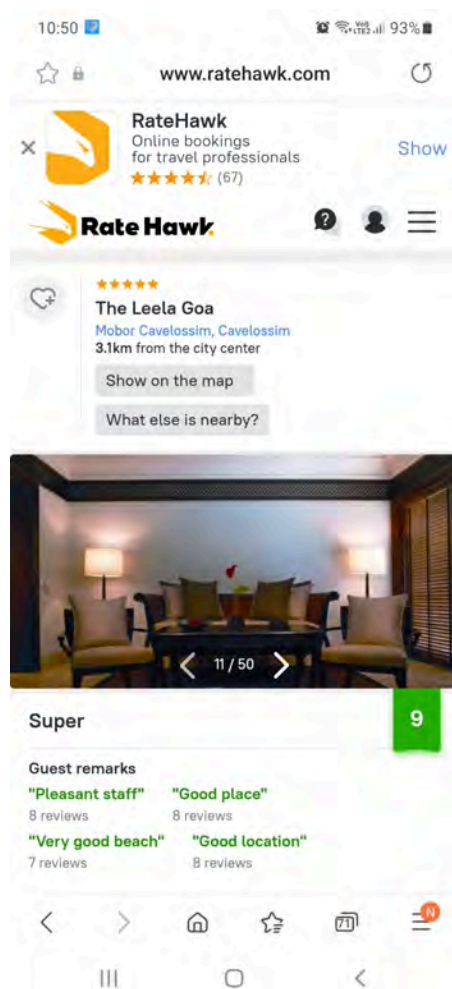 10:50
93%
www.ratehawk.com
RateHawk
Online bookings
for travel professionals
(67)
Show
Rate Hawk.
The Leela Goa
Mobor Cavelossim, Cavelossim
3.1km from the city center
Show on the map
What else is nearby?
11 / 50
Super
9
Guest remarks
"Pleasant staff" "Good place"
8 reviews 8 reviews
"Very good beach" "Good location"
7 reviews 8 reviews
71
N